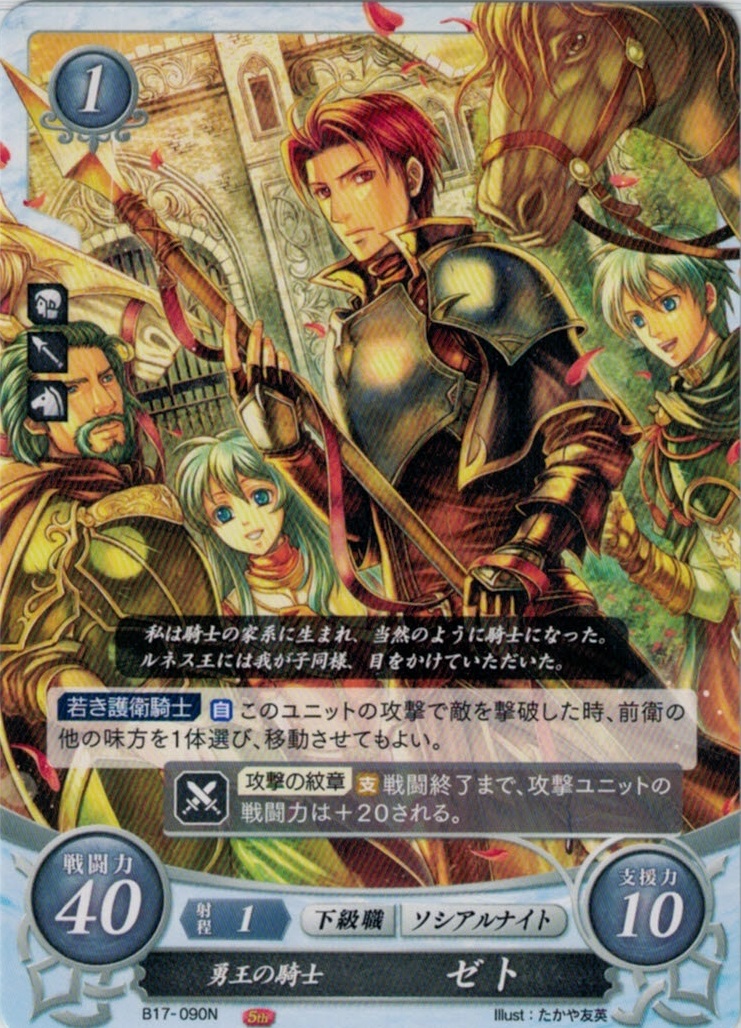 1
私は騎士の家系に生まれ、当然のように騎士になった。
ルネス王には我が子同様、目をかけていただいた。
若き護衛騎士 自 このユニットの攻撃で敵を撃破した時、前衛の
他の味方を1体選び、移動させてもよい。
攻撃の紋章 支 戦闘終了まで、攻撃ユニットの
戦闘力は+20される。
戦闘力
40
射程 1
下級職
ソシアルナイト
支援力
10
勇王の騎士 ゼト
B17-090N
5th
Illust:たかや友英